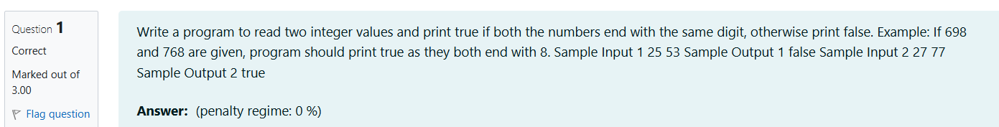 Question 1
Correct
Marked out of
3.00
Flag question
Write a program to read two integer values and print true if both the numbers end with the same digit, otherwise print false. Example: If 698
and 768 are given, program should print true as they both end with 8. Sample Input 1 25 53 Sample Output 1 false Sample Input 2 27 77
Sample Output 2 true
Answer: (penalty regime: 0 %)